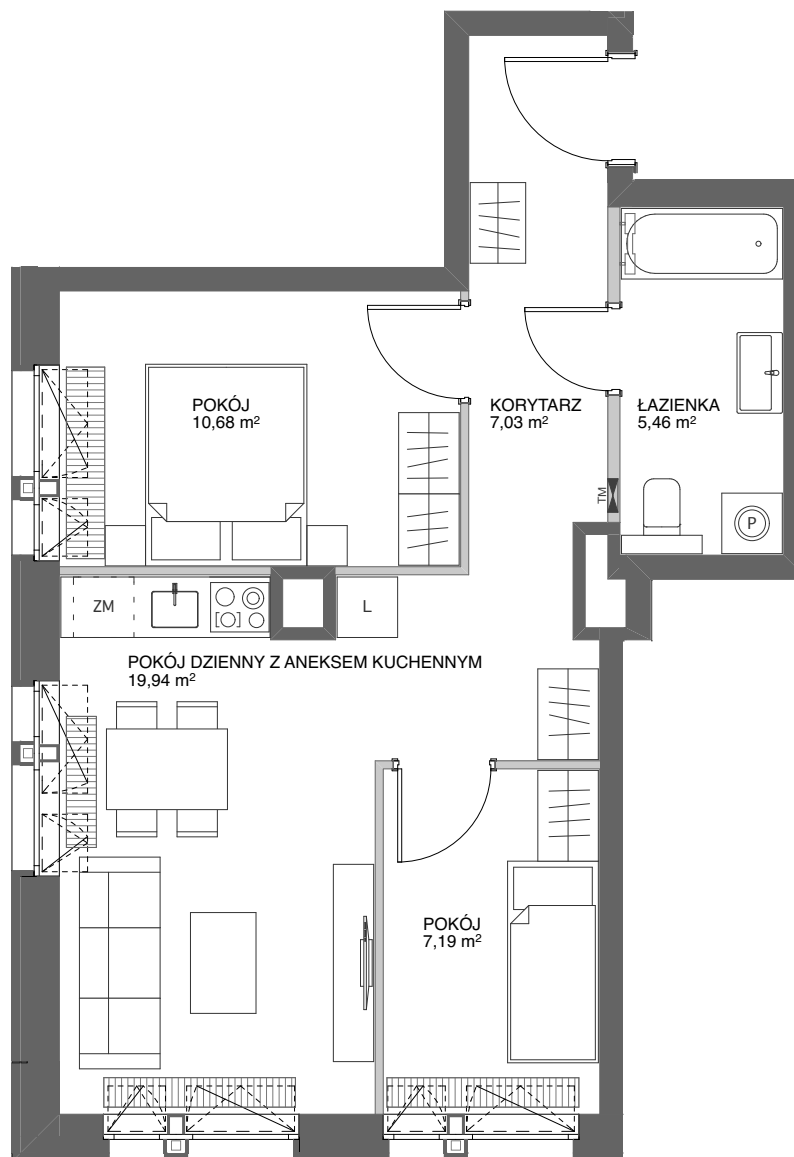 POKÓJ
10,68 m²
KORYTARZ
7,03 m²
ŁAZIENKA
5,46 m²
TM
P
ZM
L
POKÓJ DZIENNY Z ANEKSEM KUCHENNYM
19,94 m²
POKÓJ
7,19 m²